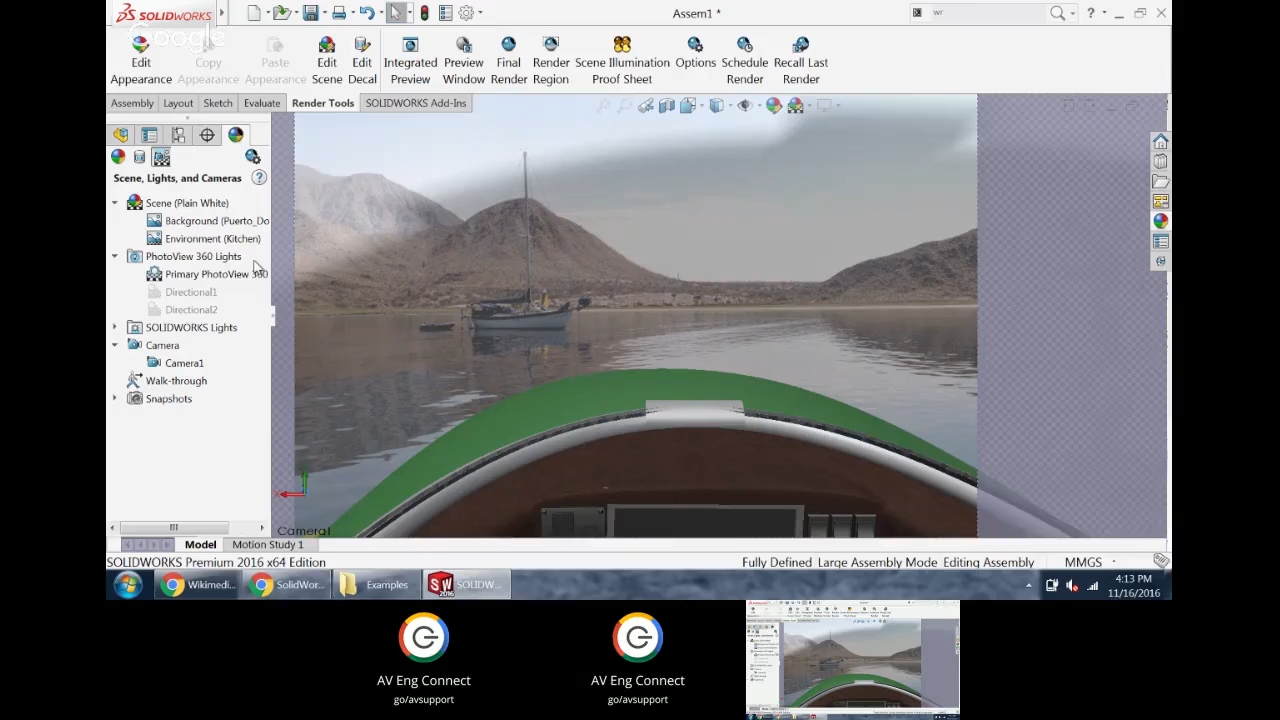 SOLIDWORKS
Google
Assem1 *
wr
Edit Appearance
Copy Appearance
Paste Appearance
Edit Scene
Edit Decal
Integrated Preview
Preview Window
Final Render
Render Region
Scene Illumination Proof Sheet
Options
Schedule Render
Recall Last Render
Assembly
Layout
Sketch
Evaluate
Render Tools
SOLIDWORKS Add-Ins
Scene, Lights, and Cameras
Scene (Plain White)
Background (Puerto_Do
Environment (Kitchen)
PhotoView 360 Lights
Primary PhotoView 360
Directional1
Directional2
SOLIDWORKS Lights
Camera
Camera1
Walk-through
Snapshots
Camera1
Model
Motion Study 1
SOLIDWORKS Premium 2016 x64 Edition
Fully Defined
Large Assembly Mode
Editing Assembly
MMGS
Wikimedi...
SolidWor...
Examples
SW 2016
SOLIDW...
4:13 PM
11/16/2016
AV Eng Connect
go/avsupport
AV Eng Connect
go/avsupport